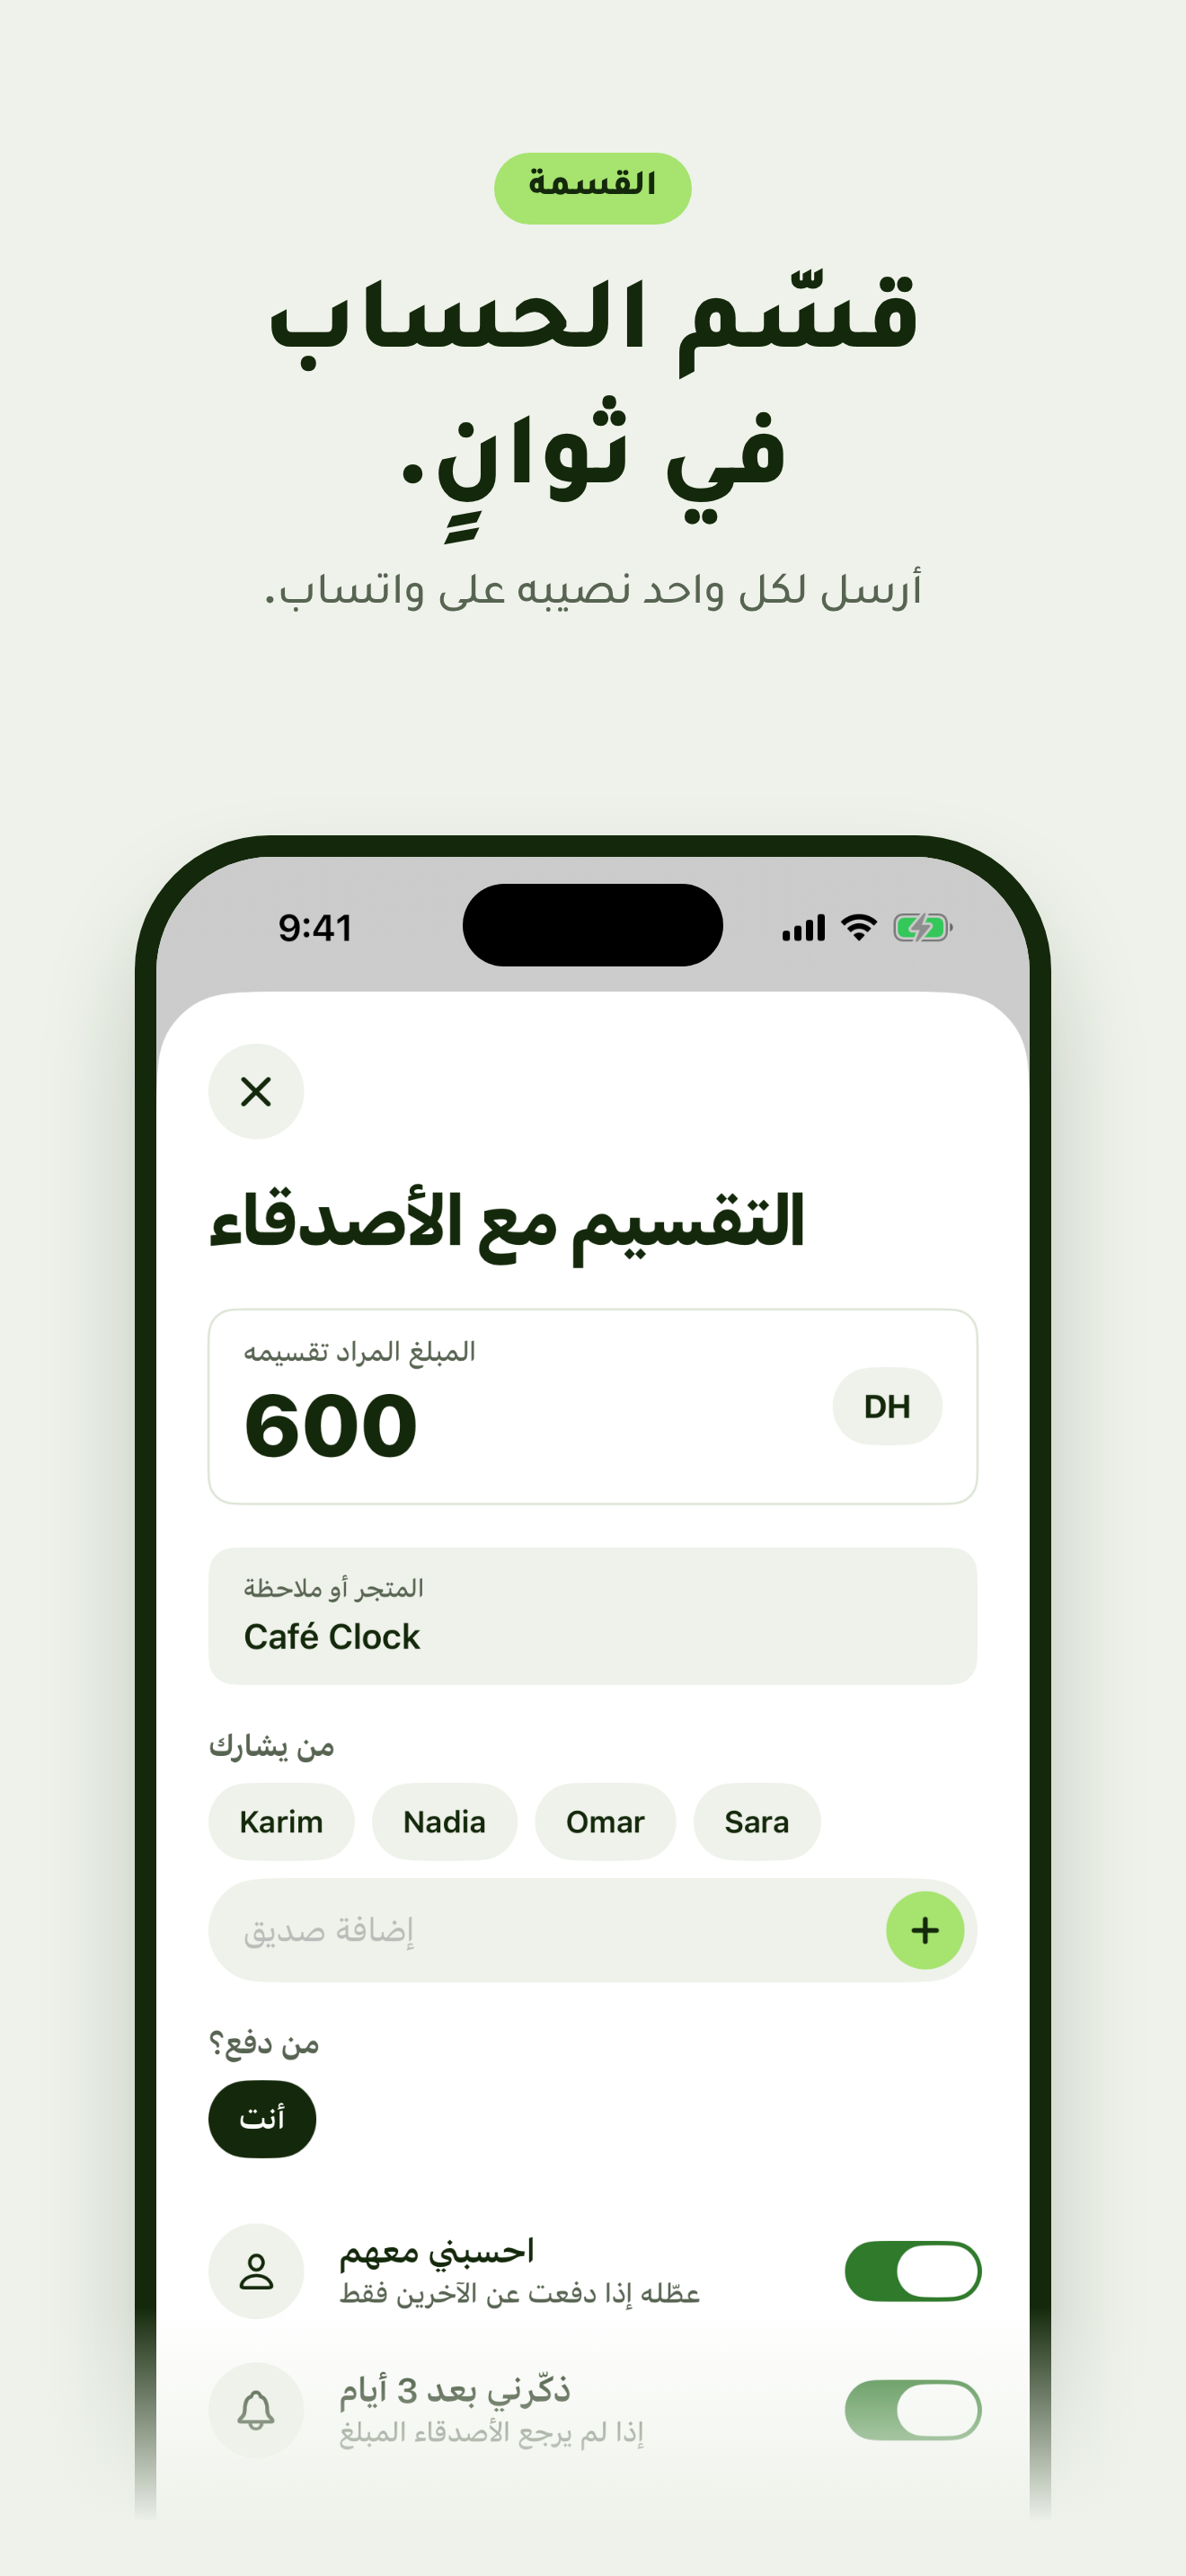 القسمة
قسّم الحساب
في ثوانٍ.
أرسل لكل واحد نصيبه على واتساب.
9:41
التقسيم مع الأصدقاء
المبلغ المراد تقسيمه
600
DH
المتجر أو ملاحظة
Café Clock
من يشارك
Karim Nadia Omar Sara
إضافة صديق
من دفع؟
أنت
احسبني معهم
عطّله إذا دفعت عن الآخرين فقط
ذكّرني بعد 3 أيام
إذا لم يرجع الأصدقاء المبلغ